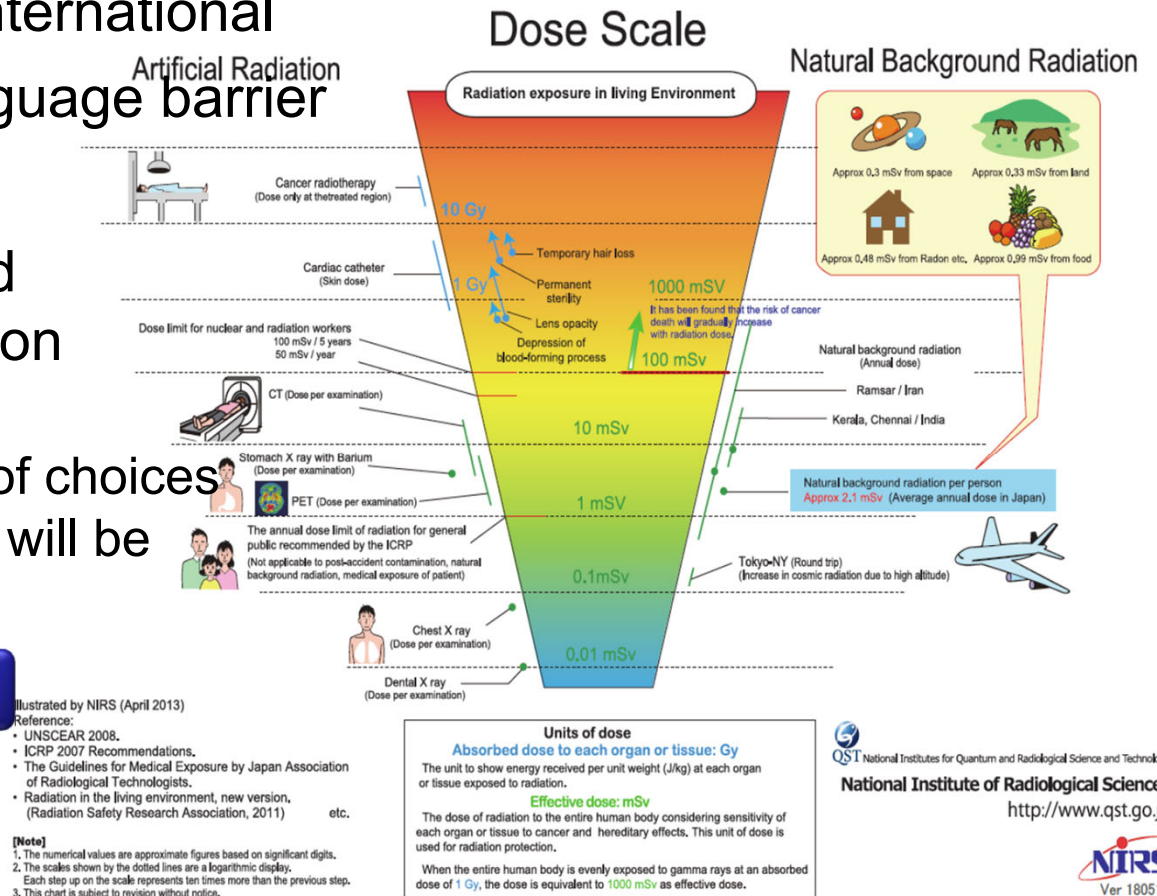 nternational
guage barrier
d
on
of choices
will be
Dose Scale
Artificial Radiation
Natural Background Radiation
Radiation exposure in living Environment
Approx 0.3 mSv from space
Approx 0.33 mSv from land
Approx 0.48 mSv from Radon etc.
Approx 0.99 mSv from food
Cancer radiotherapy
(Dose only at thetreated region)
10 Gy
Temporary hair loss
Cardiac catheter
(Skin dose)
1 Gy
Permanent
sterility
1000 mSV
It has been found that the risk of cancer
death will gradually increase
with radiation dose.
Lens opacity
Dose limit for nuclear and radiation workers
100 mSv / 5 years
50 mSv / year
Depression of
blood-forming process
100 mSv
Natural background radiation
(Annual dose)
Ramsar / Iran
CT (Dose per examination)
Kerala, Chennai / India
10 mSv
Stomach X ray with Barium
(Dose per examination)
PET (Dose per examination)
1 mSV
Natural background radiation per person
Approx 2.1 mSv (Average annual dose in Japan)
The annual dose limit of radiation for general
public recommended by the ICRP
(Not applicable to post-accident contamination, natural
background radiation, medical exposure of patient)
0.1mSv
Tokyo-NY (Round trip)
(Increase in cosmic radiation due to high altitude)
Chest X ray
(Dose per examination)
0.01 mSv
Dental X ray
(Dose per examination)
Illustrated by NIRS (April 2013)
Reference:
• UNSCEAR 2008.
• ICRP 2007 Recommendations.
• The Guidelines for Medical Exposure by Japan Association
of Radiological Technologists.
• Radiation in the living environment, new version,
(Radiation Safety Research Association, 2011) etc.
[Note]
1. The numerical values are approximate figures based on significant digits.
2. The scales shown by the dotted lines are a logarithmic display.
Each step up on the scale represents ten times more than the previous step.
3. This chart is subject to revision without notice.
Units of dose
Absorbed dose to each organ or tissue: Gy
The unit to show energy received per unit weight (J/kg) at each organ
or tissue exposed to radiation.
Effective dose: mSv
The dose of radiation to the entire human body considering sensitivity of
each organ or tissue to cancer and hereditary effects. This unit of dose is
used for radiation protection.
When the entire human body is evenly exposed to gamma rays at an absorbed
dose of 1 Gy, the dose is equivalent to 1000 mSv as effective dose.
QST National Institutes for Quantum and Radiological Science and Technolo
National Institute of Radiological Science
http://www.qst.go.j
NIRS
Ver 1805